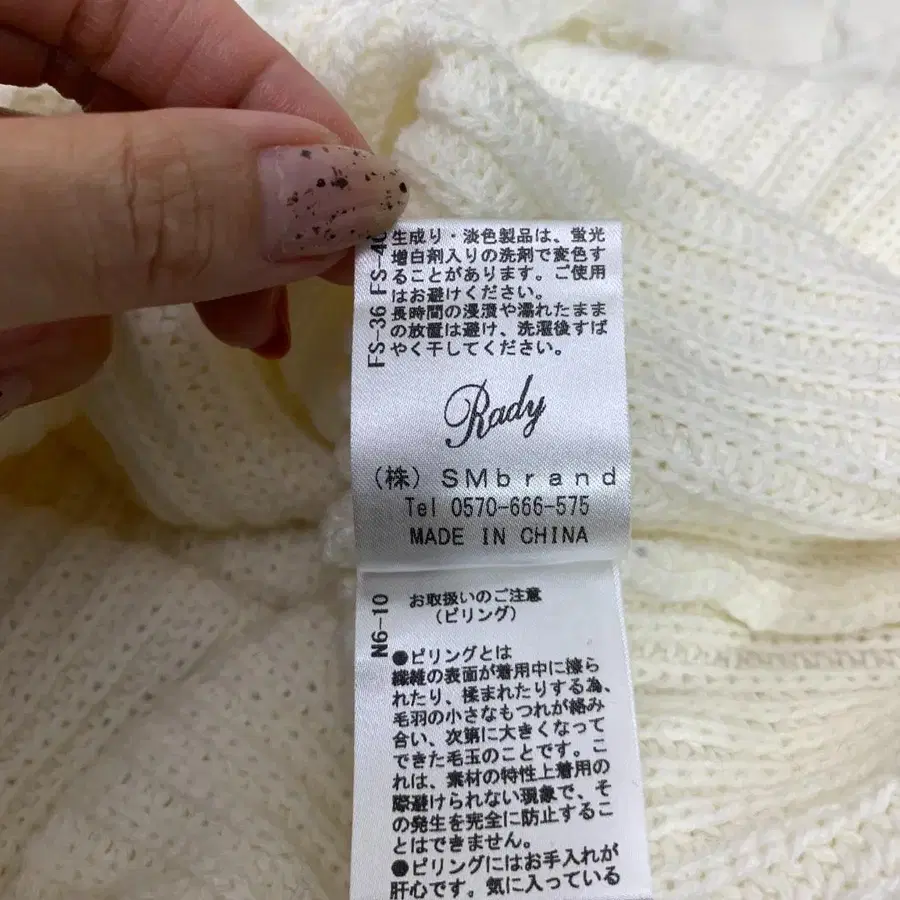 FS-36 FS-40
生成り・淡色製品は、蛍光
増白剤入りの洗剤で変色す
ることがあります。ご使用
はお避けください。
長時間の浸漬や濡れたまま
の放置は避け、洗濯後すば
やく干してください。
Rady
(株) SMbrand
Tel 0570-666-575
MADE IN CHINA
N6-10
お取扱いのご注意
(ピリング)
●ピリングとは
繊維の表面が着用中に擦ら
れたり、揉まれたりする為、
毛羽の小さなもつれが絡み
合い、次第に大きくなって
できた毛玉のことです。こ
れは、素材の特性上着用の
際避けられない現象で、そ
の発生を完全に防止するこ
とはできません。
●ピリングにはお手入れが
肝心です。気に入っている